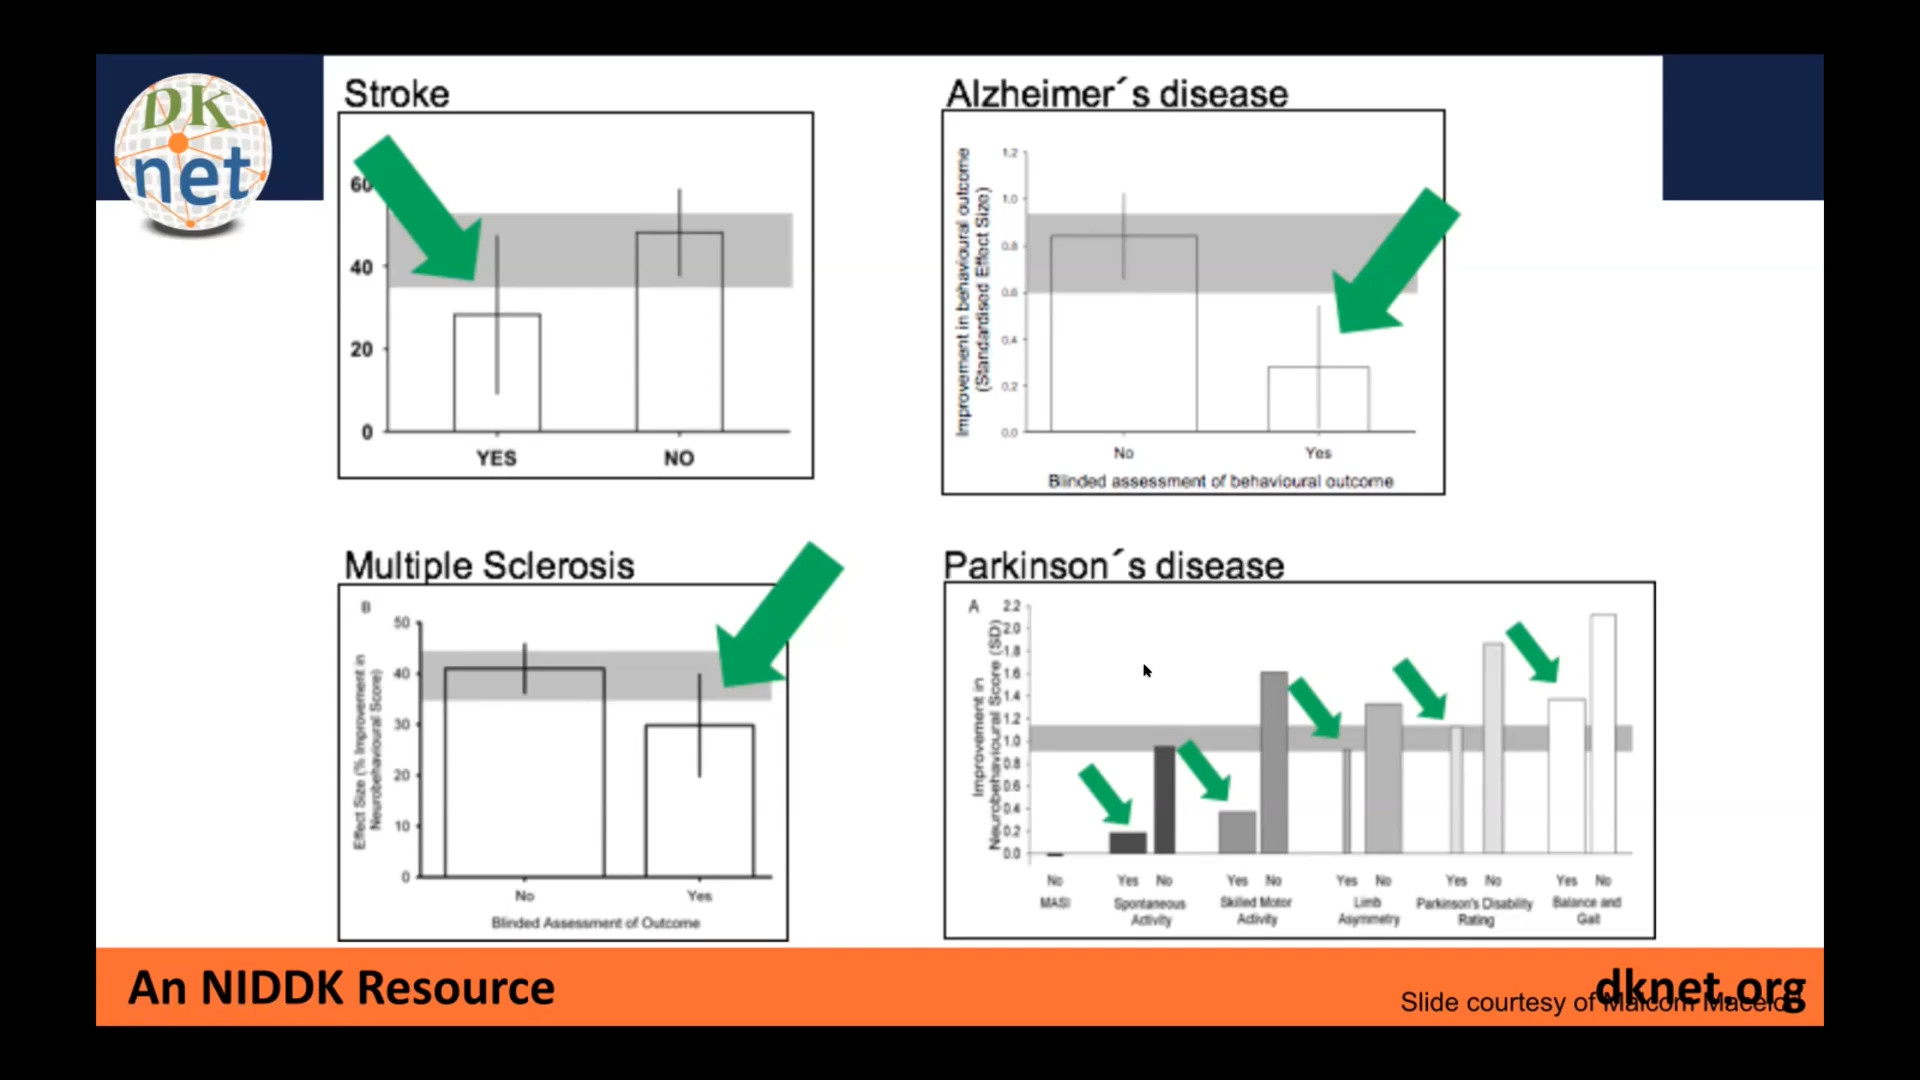 DK
net
Stroke
60
40
20
0
YES NO
Alzheimer´s disease
Improvement in behavioural outcome
(Standardised Effect Size)
1.2
1.0
0.8
0.6
0.4
0.2
0.0
No Yes
Blinded assessment of behavioural outcome
Multiple Sclerosis
B
Effect Size (% Improvement in
Neurobehavioural Score)
50
40
30
20
10
0
No Yes
Blinded Assessment of Outcome
Parkinson´s disease
A
Improvement in
Neurobehavioural Score (SD)
2.2
2.0
1.8
1.6
1.4
1.2
1.0
0.8
0.6
0.4
0.2
0.0
No Yes No Yes No Yes No Yes No Yes No
MASI Spontaneous Skilled Motor Limb Parkinson's Disability Balance and
Activity Activity Asymmetry Rating Gait
An NIDDK Resource
dknet.org
Slide courtesy of Malcom